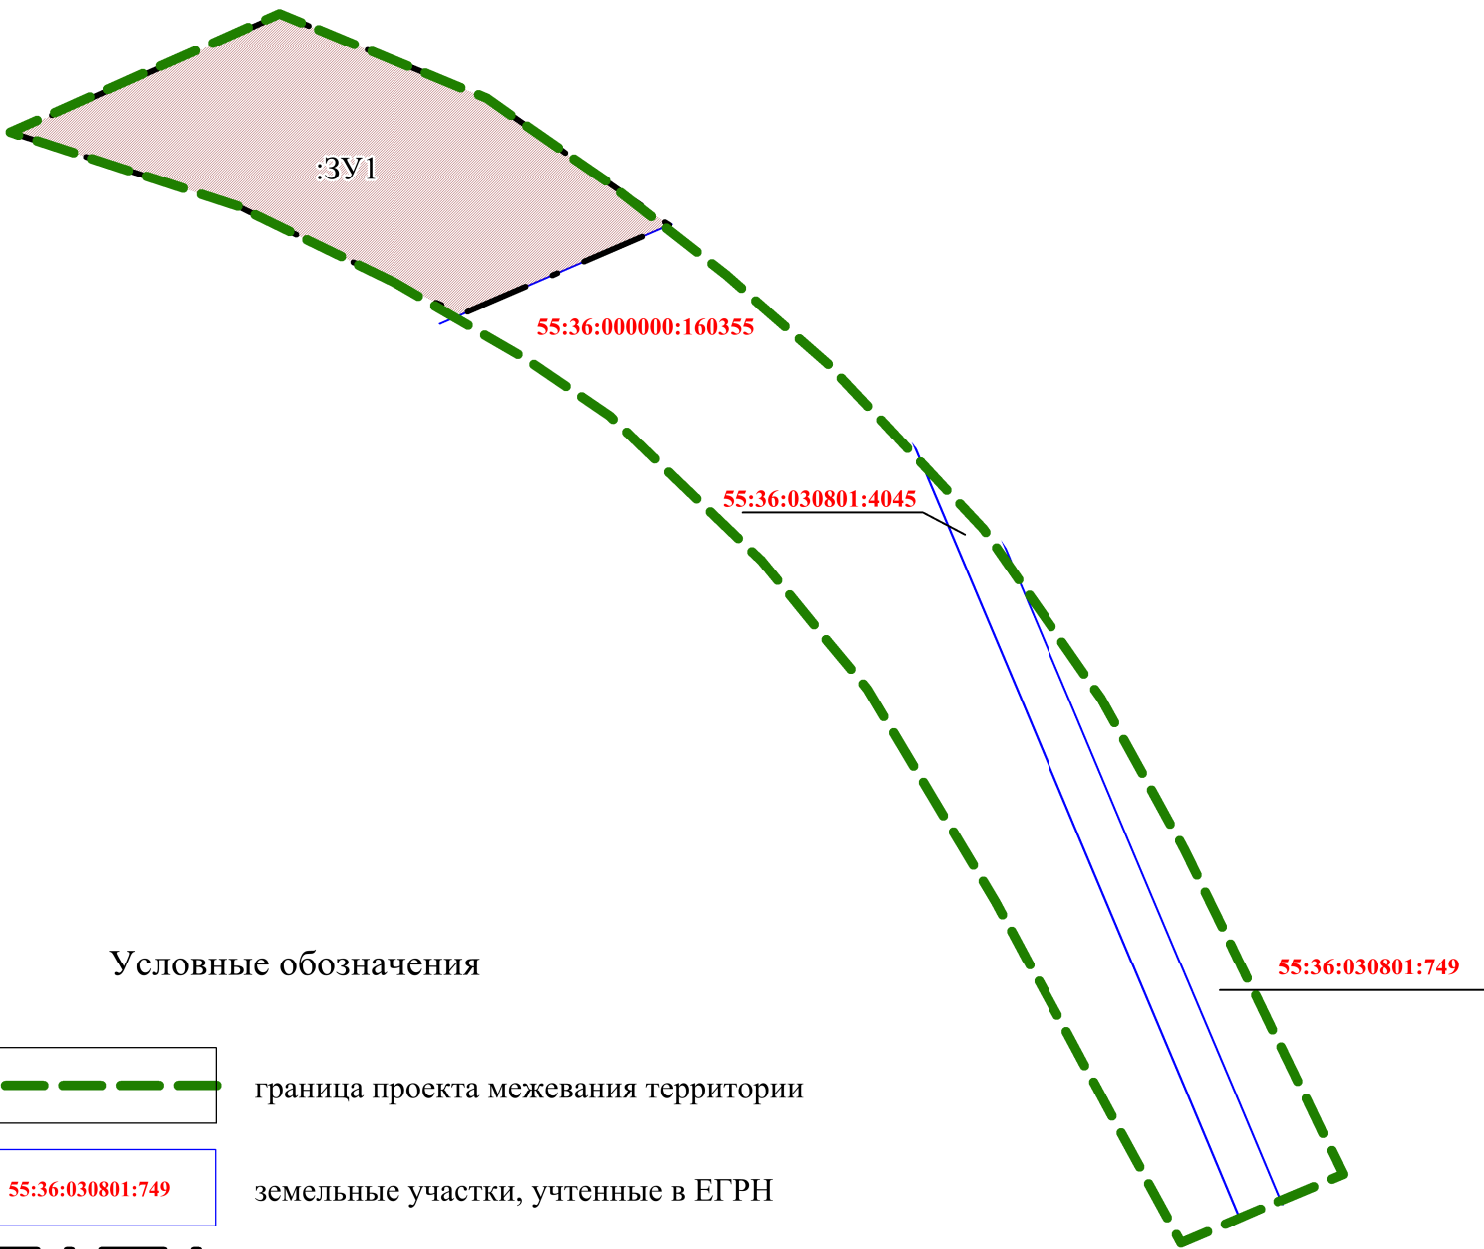 :ЗУ1
55:36:000000:160355
55:36:030801:4045
55:36:030801:749
Условные обозначения
граница проекта межевания территории
55:36:030801:749
земельные участки, учтенные в ЕГРН